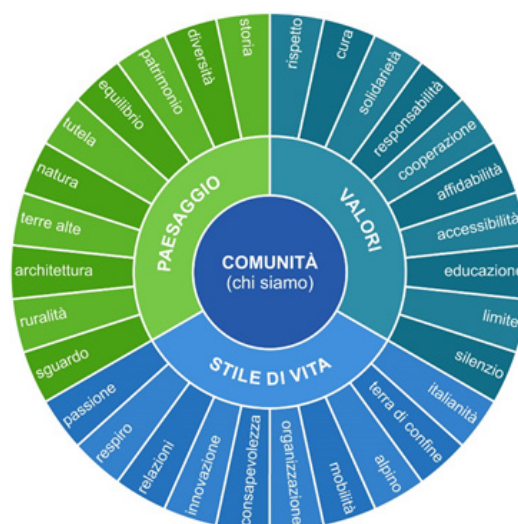 COMUNITÀ
(chi siamo)
PAESAGGIO
sguardo
ruralità
architettura
terre alte
natura
tutela
equilibrio
patrimonio
diversità
storia
VALORI
rispetto
cura
solidarietà
responsabilità
cooperazione
affidabilità
accessibilità
educazione
limite
silenzio
STILE DI VITA
italianità
terra di confine
alpino
mobilità
organizzazione
consapevolezza
innovazione
relazioni
respiro
passione